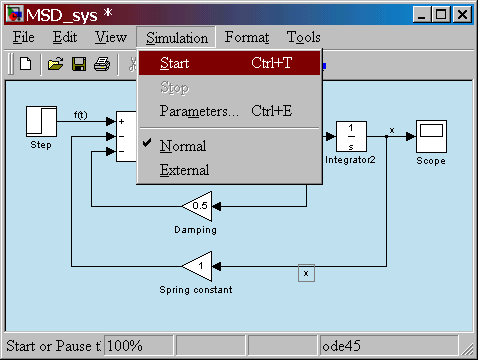 MSD_sys *
File Edit View Simulation Format Tools
Start Ctrl+T
Stop
Parameters... Ctrl+E
Normal
External
f(t)
+
−
−
Step
1
s
Integrator2
x
Scope
0.5
Damping
1
Spring constant
x
Start or Pause t 100% ode45